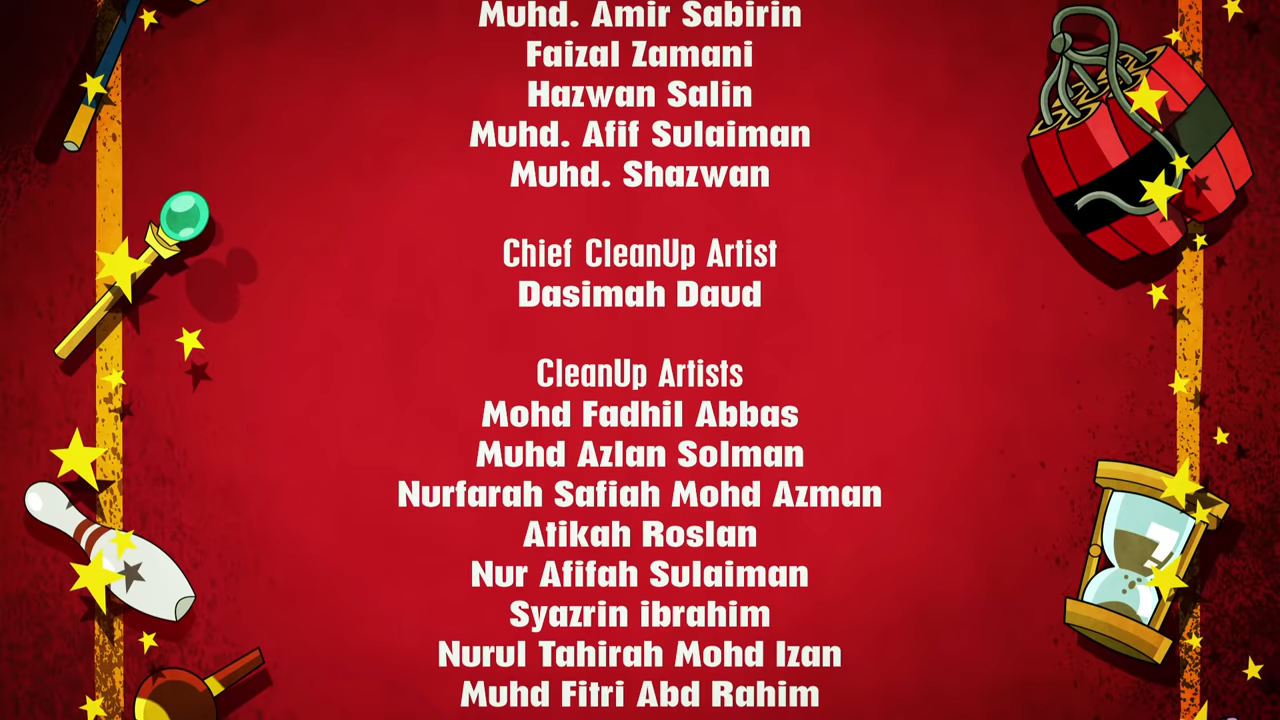 Muhd. Amir Sabirin
Faizal Zamani
Hazwan Salin
Muhd. Afif Sulaiman
Muhd. Shazwan
Chief CleanUp Artist
Dasimah Daud
CleanUp Artists
Mohd Fadhil Abbas
Muhd Azlan Solman
Nurfarah Safiah Mohd Azman
Atikah Roslan
Nur Afifah Sulaiman
Syazrin ibrahim
Nurul Tahirah Mohd Izan
Muhd Fitri Abd Rahim